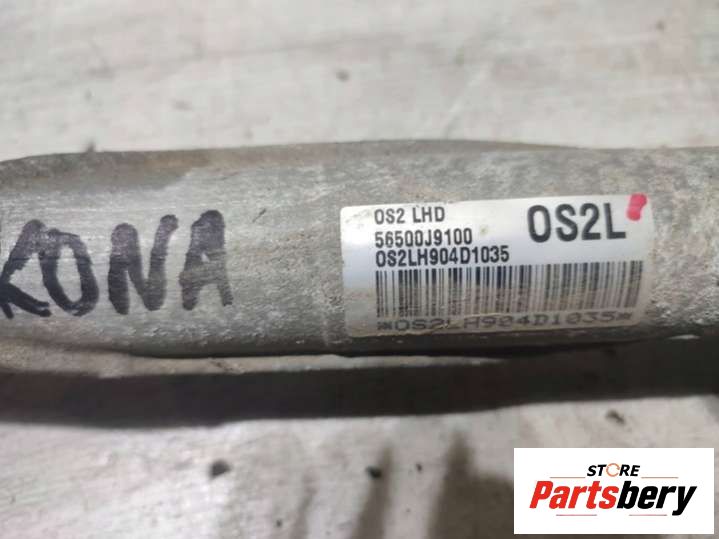 KONA
OS2 LHD
56500J9100
OS2LH904D1035
OS2L
*OS2LH904D1035*
STORE
Partsbery